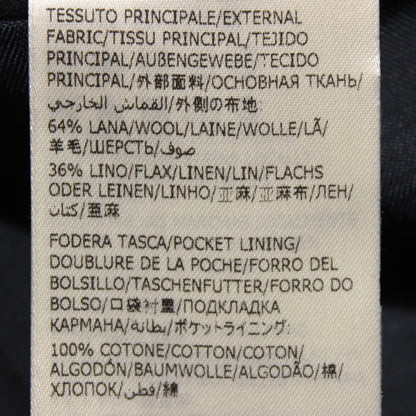 TESSUTO PRINCIPALE/EXTERNAL
FABRIC/TISSU PRINCIPAL/TEJIDO
PRINCIPAL/AUßENGEWEBE/TECIDO
PRINCIPAL/外部面料/ОСНОВНАЯ ТКАНЬ/
القماش الخارجي/外側の布地
64% LANA/WOOL/LAINE/WOLLE/LÃ/
羊毛/ШЕРСТЬ/صوف/
36% LINO/FLAX/LINEN/LIN/FLACHS
ODER LEINEN/LINHO/亚麻/亚麻布/ЛЕН/
كتان/亜麻
FODERA TASCA/POCKET LINING/
DOUBLURE DE LA POCHE/FORRO DEL
BOLSILLO/TASCHENFUTTER/FORRO DO
BOLSO/口袋衬里/ПОДКЛАДКА
КАРМАНА/بطانة/ポケットライニング:
100% COTONE/COTTON/COTON/
ALGODÓN/BAUMWOLLE/ALGODÃO/棉/
ХЛОПОК/قطن/綿